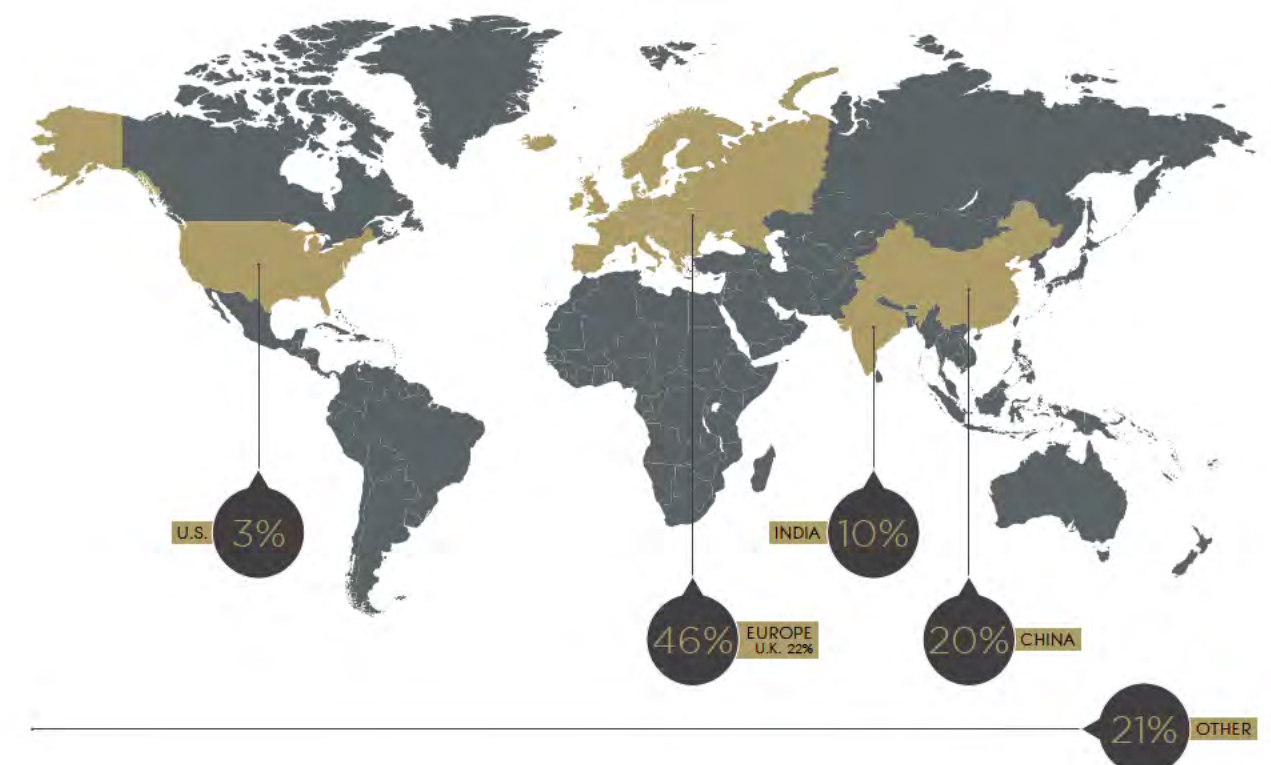 U.S. 3%
INDIA 10%
46% EUROPE
U.K. 22%
20% CHINA
21% OTHER